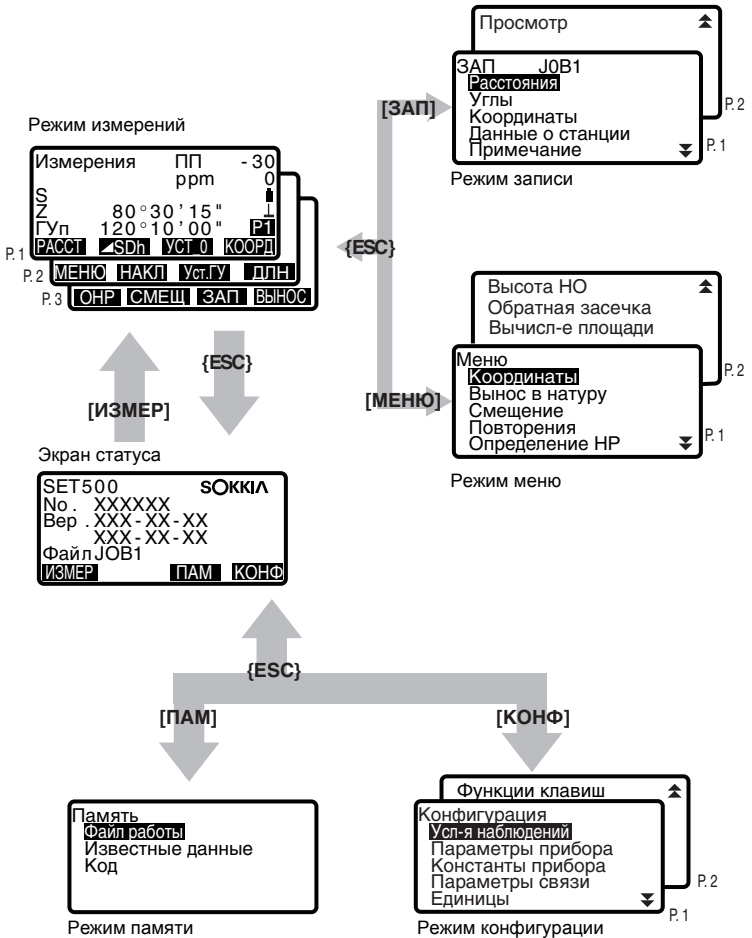 Просмотр
ЗАП J0B1
Расстояния
Углы
Координаты
Данные о станции
Примечание
P. 2
P. 1
Режим записи
[ЗАП]
Режим измерений
Измерения ПП - 30
ppm 0
S
Z 80°30'15"
ГУп 120°10'00" P1
РАССТ SDh УСТ_0 КООРД
P. 1
МЕНЮ НАКЛ Уст.ГУ ДЛН
P. 2
ОНР СМЕЩ ЗАП ВЫНОС
P. 3
{ESC}
Высота НО
Обратная засечка
Вычисл-е площади
Меню
Координаты
Вынос в натуру
Смещение
Повторения
Определение НР
P. 2
P. 1
Режим меню
[МЕНЮ]
{ESC}
[ИЗМЕР]
Экран статуса
SET500 SOKKIA
No. XXXXXX
Вер . XXX-XX-XX
XXX-XX-XX
Файл JOB1
ИЗМЕР ПАМ КОНФ
{ESC}
[ПАМ]
[КОНФ]
Память
Файл работы
Известные данные
Код
Режим памяти
Функции клавиш
Конфигурация
Усл-я наблюдений
Параметры прибора
Константы прибора
Параметры связи
Единицы
P. 2
P. 1
Режим конфигурации